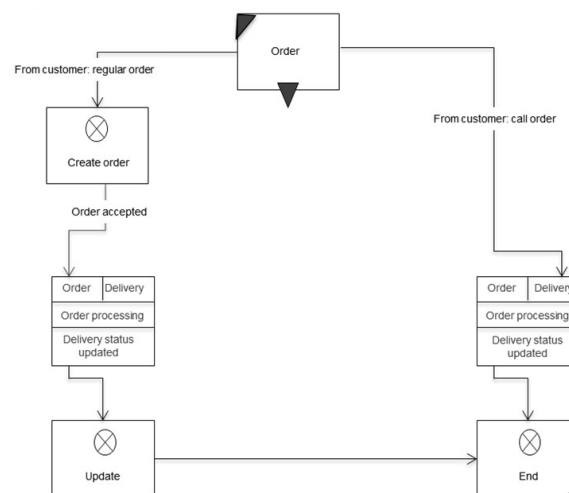 Order
From customer: regular order
From customer: call order
Create order
Order accepted
Order Delivery
Order processing
Delivery status
updated
Order Delivery
Order processing
Delivery status
updated
Update
End